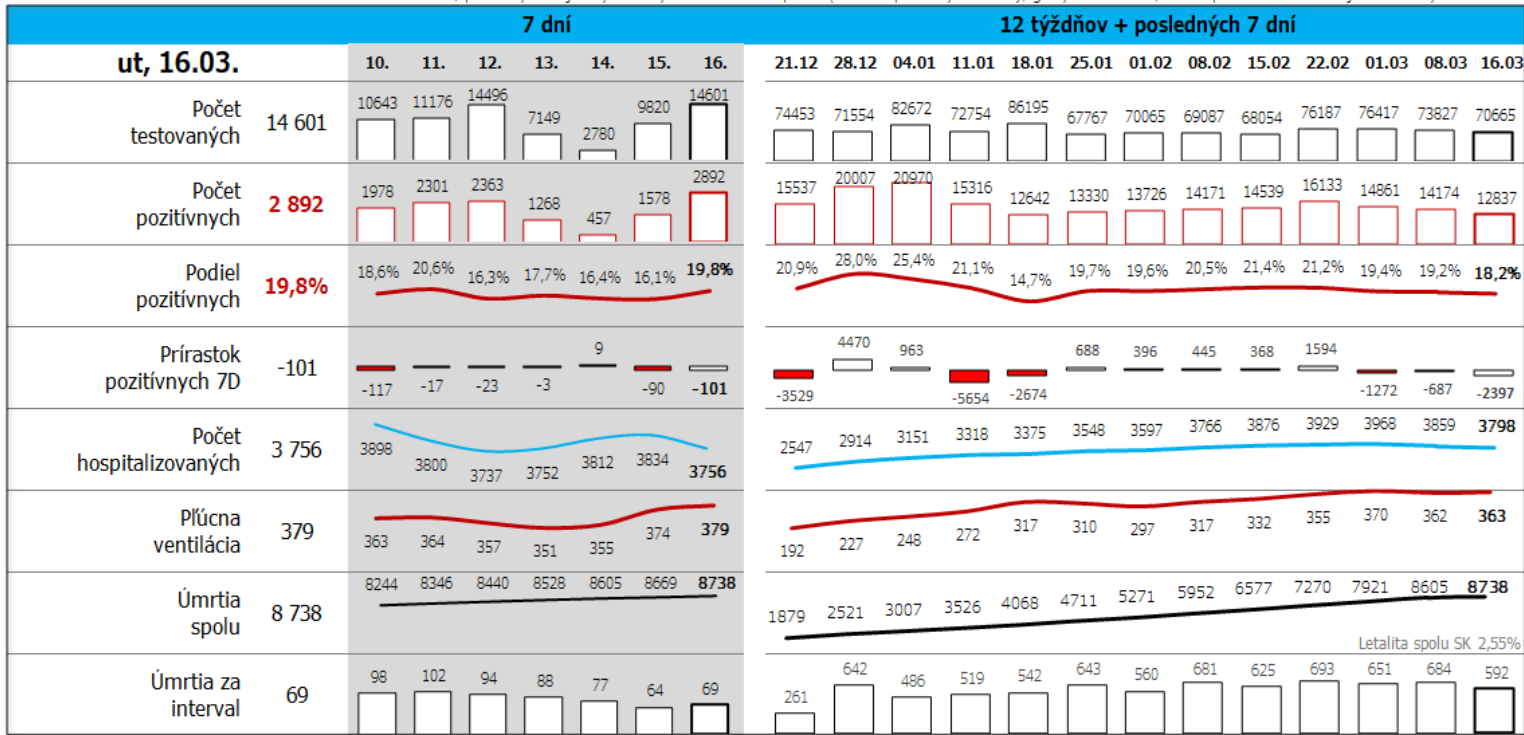 7 dní 12 týždňov + posledných 7 dní
ut, 16.03. 10. 11. 12. 13. 14. 15. 16. 21.12 28.12 04.01 11.01 18.01 25.01 01.02 08.02 15.02 22.02 01.03 08.03 16.03
Počet testovaných 14 601 10643 11176 14496 7149 2780 9820 14601 74453 71554 82672 72754 86195 67767 70065 69087 68054 76187 76417 73827 70665
Počet pozitívnych 2 892 1978 2301 2363 1268 457 1578 2892 15537 20007 20970 15316 12642 13330 13726 14171 14539 16133 14861 14174 12837
Podiel pozitívnych 19,8% 18,6% 20,6% 16,3% 17,7% 16,4% 16,1% 19,8% 20,9% 28,0% 25,4% 21,1% 14,7% 19,7% 19,6% 20,5% 21,4% 21,2% 19,4% 19,2% 18,2%
Prírastok pozitívnych 7D -101 -117 -17 -23 -3 9 -90 -101 -3529 4470 963 -5654 -2674 688 396 445 368 1594 -1272 -687 -2397
Počet hospitalizovaných 3 756 3898 3800 3737 3752 3812 3834 3756 2547 2914 3151 3318 3375 3548 3597 3766 3876 3929 3968 3859 3798
Pľúcna ventilácia 379 363 364 357 351 355 374 379 192 227 248 272 317 310 297 317 332 355 370 362 363
Úmrtia spolu 8 738 8244 8346 8440 8528 8605 8669 8738 1879 2521 3007 3526 4068 4711 5271 5952 6577 7270 7921 8605 8738
Letalita spolu SK 2,55%
Úmrtia za interval 69 98 102 94 88 77 64 69 261 642 486 519 542 643 560 681 625 693 651 684 592